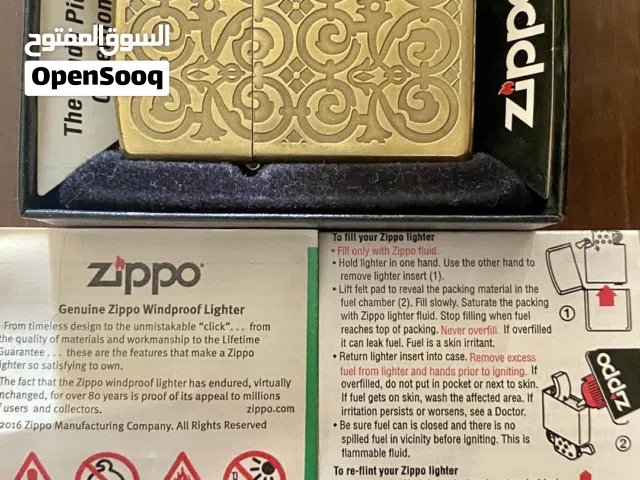 السوق المفتوح
OpenSooq
zippo
zippo
Genuine Zippo Windproof Lighter
From timeless design to the unmistakable "click"... from
the quality of materials and workmanship to the Lifetime
Guarantee... these are the features that make a Zippo
lighter so satisfying to own.
The fact that the Zippo windproof lighter has endured, virtually
unchanged, for over 80 years is proof of its appeal to millions
of users and collectors. zippo.com
2016 Zippo Manufacturing Company. All Rights Reserved
To fill your Zippo lighter
• Fill only with Zippo fluid.
• Hold lighter in one hand. Use the other hand to
remove lighter insert (1).
• Lift felt pad to reveal the packing material in the
fuel chamber (2). Fill slowly. Saturate the packing
with Zippo lighter fluid. Stop filling when fuel
reaches top of packing. Never overfill. If overfilled
it can leak fuel. Fuel is a skin irritant.
• Return lighter insert into case. Remove excess
fuel from lighter and hands prior to igniting. If
overfilled, do not put in pocket or next to skin.
If fuel gets on skin, wash the affected area. If
irritation persists or worsens, see a Doctor.
• Be sure fuel can is closed and there is no
spilled fuel in vicinity before igniting. This is
flammable fluid.
To re-flint your Zippo lighter
1
zippo
2